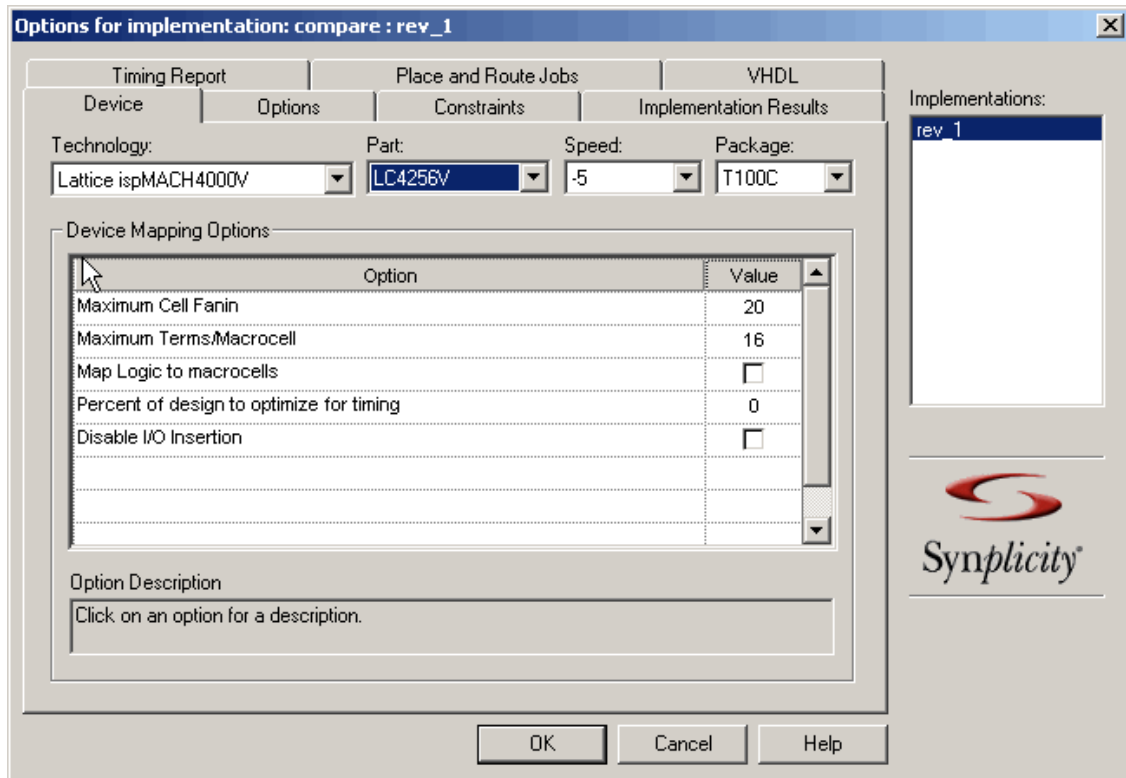 Options for implementation: compare : rev_1
Timing Report Place and Route Jobs VHDL
Device Options Constraints Implementation Results
Implementations:
rev_1
Technology: Part: Speed: Package:
Lattice ispMACH4000V LC4256V -5 T100C
Device Mapping Options
Option Value
Maximum Cell Fanin 20
Maximum Terms/Macrocell 16
Map Logic to macrocells
Percent of design to optimize for timing 0
Disable I/O Insertion
Synplicity®
Option Description
Click on an option for a description.
OK Cancel Help